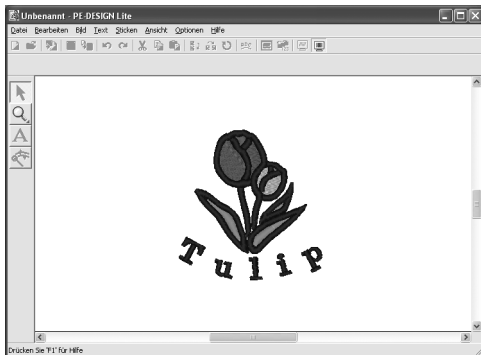 Unbenannt - PE-DESIGN Lite
Datei Bearbeiten Bild Text Sticken Ansicht Optionen Hilfe
A
Tulip
Drücken Sie 'F1' für Hilfe